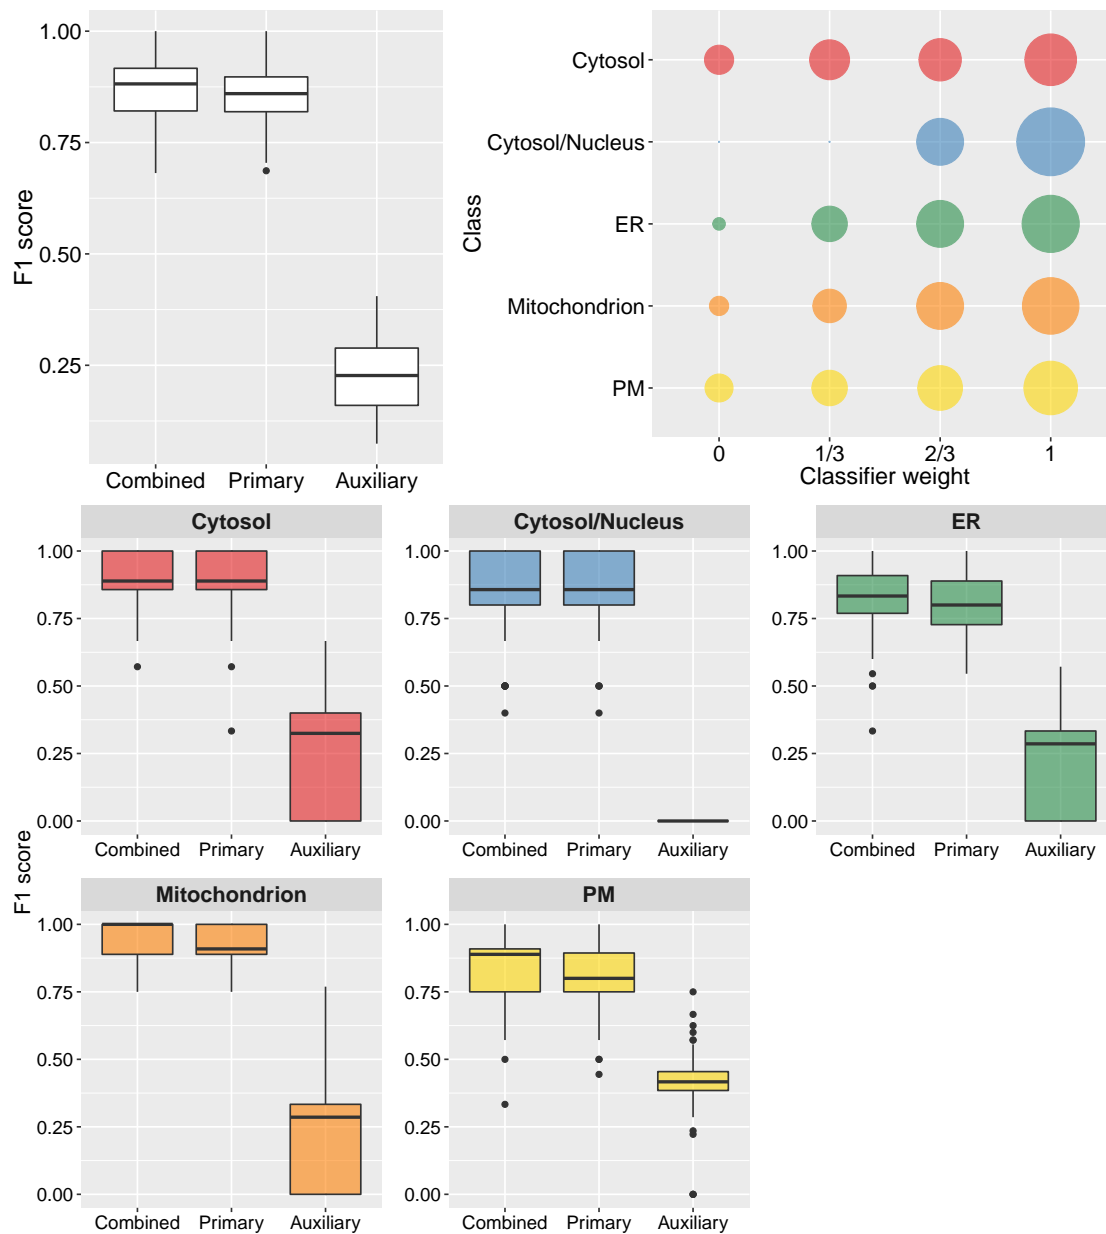 F1 score
1.00
0.75
0.50
0.25
Combined Primary Auxiliary
Class
Cytosol
Cytosol/Nucleus
ER
Mitochondrion
PM
0 1/3 2/3 1
Classifier weight
F1 score
Cytosol
1.00
0.75
0.50
0.25
0.00
Combined Primary Auxiliary
Cytosol/Nucleus
1.00
0.75
0.50
0.25
0.00
Combined Primary Auxiliary
ER
1.00
0.75
0.50
0.25
0.00
Combined Primary Auxiliary
Mitochondrion
1.00
0.75
0.50
0.25
0.00
Combined Primary Auxiliary
PM
1.00
0.75
0.50
0.25
0.00
Combined Primary Auxiliary